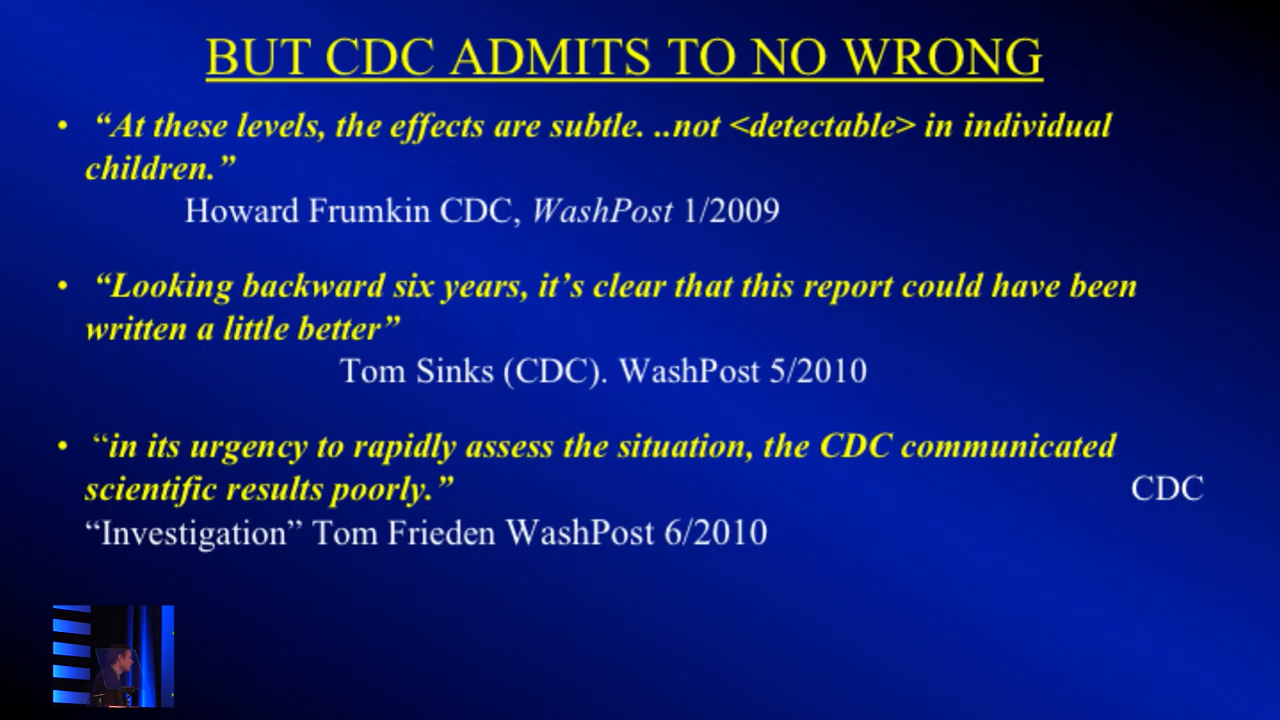 BUT CDC ADMITS TO NO WRONG
• “At these levels, the effects are subtle. ..not <detectable> in individual
children.”
Howard Frumkin CDC, WashPost 1/2009
• “Looking backward six years, it’s clear that this report could have been
written a little better”
Tom Sinks (CDC). WashPost 5/2010
• “in its urgency to rapidly assess the situation, the CDC communicated
scientific results poorly.” CDC
“Investigation” Tom Frieden WashPost 6/2010